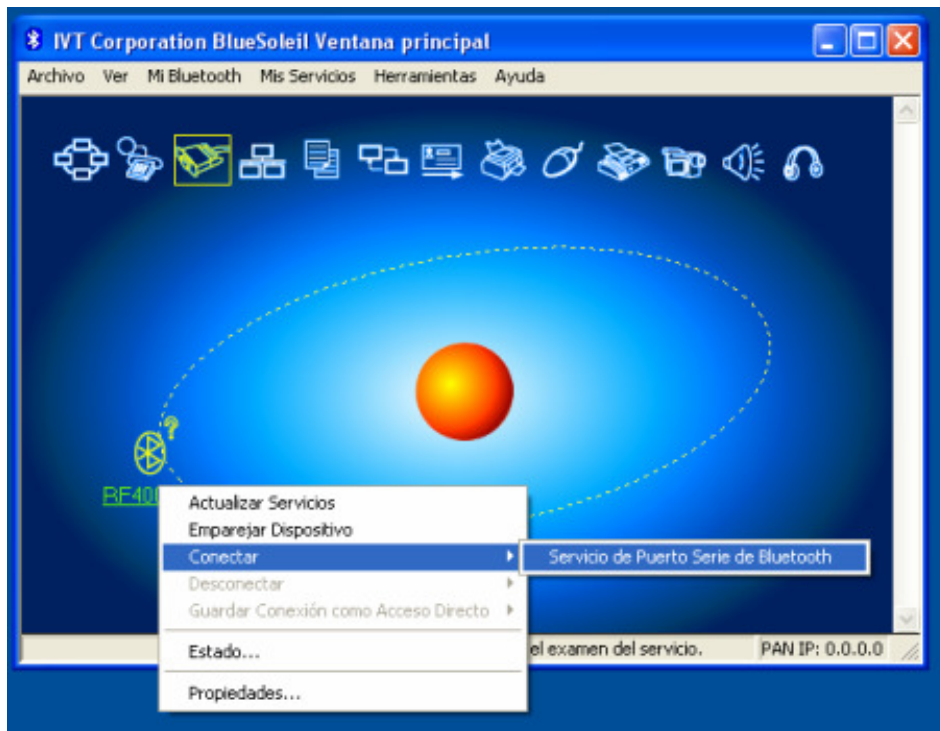 IVT Corporation BlueSoleil Ventana principal
Archivo Ver Mi Bluetooth Mis Servicios Herramientas Ayuda
RF400
Actualizar Servicios
Emparejar Dispositivo
Conectar
Servicio de Puerto Serie de Bluetooth
Desconectar
Guardar Conexión como Acceso Directo
Estado...
el examen del servicio. PAN IP: 0.0.0.0
Propiedades...